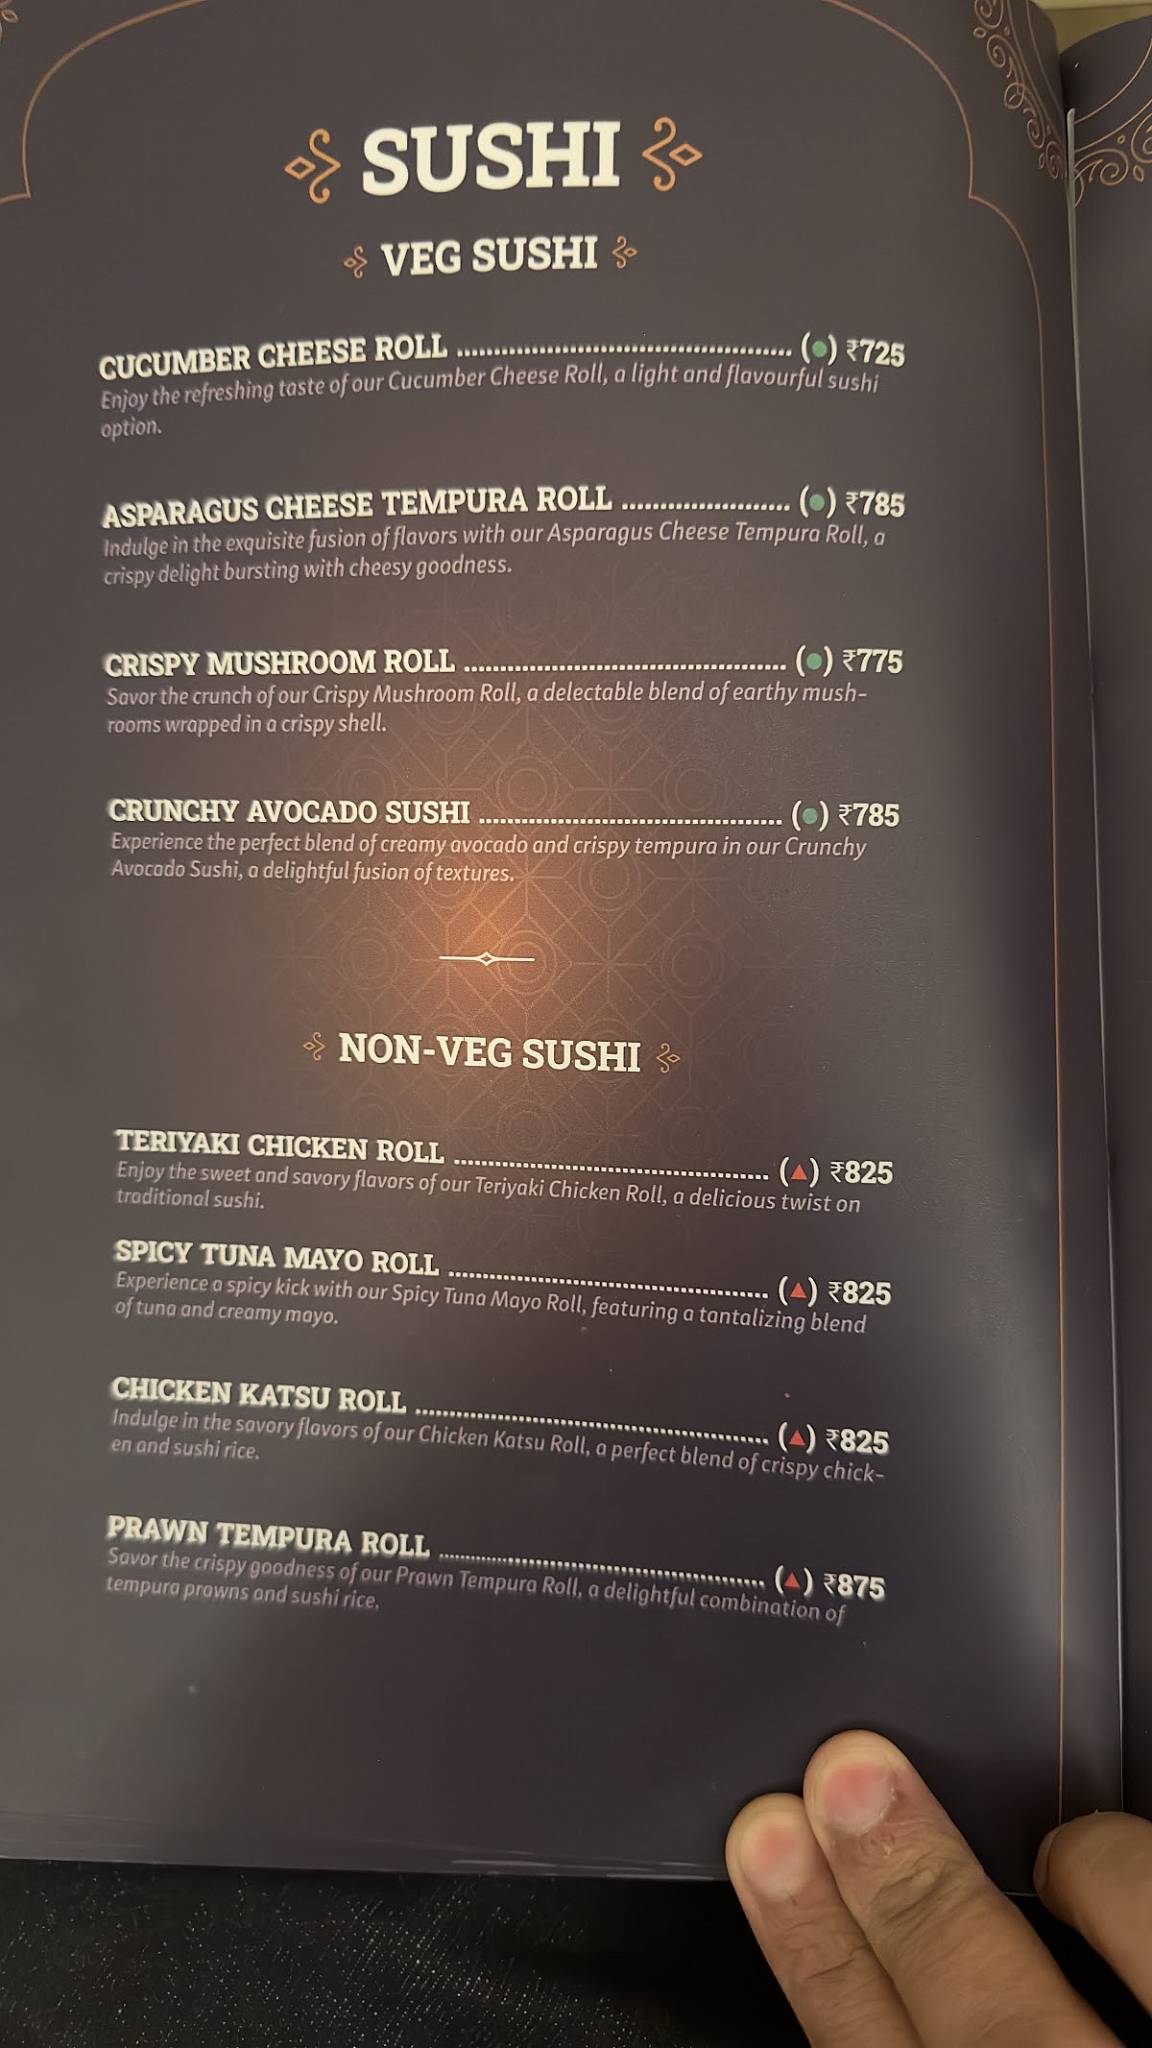 SUSHI
VEG SUSHI
CUCUMBER CHEESE ROLL ........................................ (●) ₹725
Enjoy the refreshing taste of our Cucumber Cheese Roll, a light and flavourful sushi
option.
ASPARAGUS CHEESE TEMPURA ROLL .................... (●) ₹785
Indulge in the exquisite fusion of flavors with our Asparagus Cheese Tempura Roll, a
crispy delight bursting with cheesy goodness.
CRISPY MUSHROOM ROLL ........................................ (●) ₹775
Savor the crunch of our Crispy Mushroom Roll, a delectable blend of earthy mush-
rooms wrapped in a crispy shell.
CRUNCHY AVOCADO SUSHI ...................................... (●) ₹785
Experience the perfect blend of creamy avocado and crispy tempura in our Crunchy
Avocado Sushi, a delightful fusion of textures.
NON-VEG SUSHI
TERIYAKI CHICKEN ROLL ........................................ (▲) ₹825
Enjoy the sweet and savory flavors of our Teriyaki Chicken Roll, a delicious twist on
traditional sushi.
SPICY TUNA MAYO ROLL ........................................ (▲) ₹825
Experience a spicy kick with our Spicy Tuna Mayo Roll, featuring a tantalizing blend
of tuna and creamy mayo.
CHICKEN KATSU ROLL ........................................... (▲) ₹825
Indulge in the savory flavors of our Chicken Katsu Roll, a perfect blend of crispy chick-
en and sushi rice.
PRAWN TEMPURA ROLL ........................................ (▲) ₹875
Savor the crispy goodness of our Prawn Tempura Roll, a delightful combination of
tempura prawns and sushi rice.